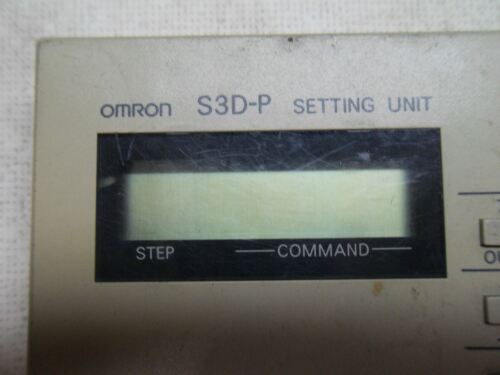 OMRON S3D-P SETTING UNIT
STEP COMMAND